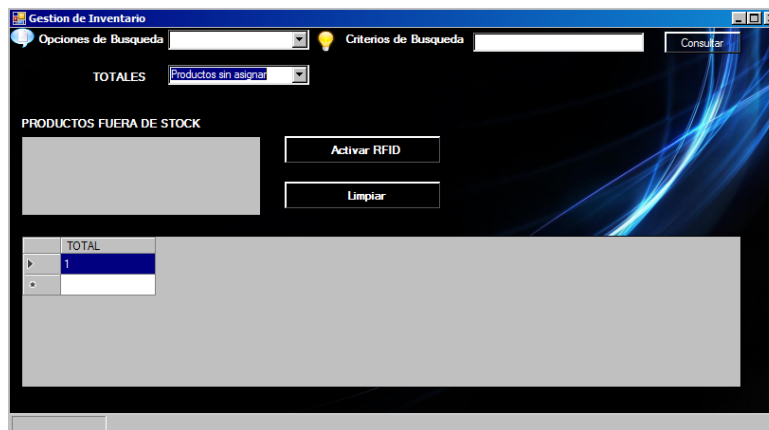 Gestion de Inventario
Opciones de Busqueda Criterios de Busqueda Consultar
TOTALES Productos sin asignar
PRODUCTOS FUERA DE STOCK
Activar RFID
Limpiar
TOTAL
1